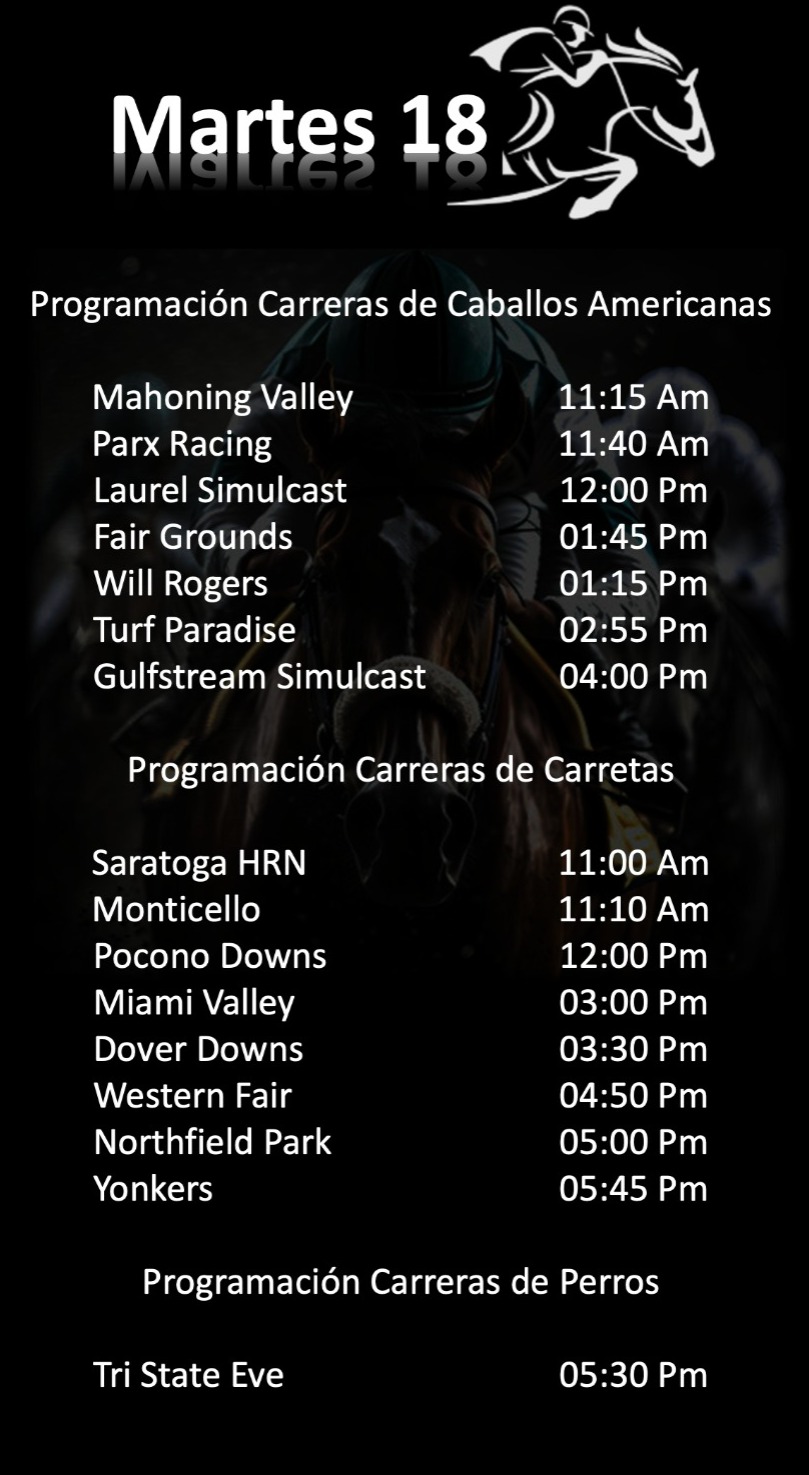 Martes 18
Programación Carreras de Caballos Americanas
Mahoning Valley 11:15 Am
Parx Racing 11:40 Am
Laurel Simulcast 12:00 Pm
Fair Grounds 01:45 Pm
Will Rogers 01:15 Pm
Turf Paradise 02:55 Pm
Gulfstream Simulcast 04:00 Pm
Programación Carreras de Carretas
Saratoga HRN 11:00 Am
Monticello 11:10 Am
Pocono Downs 12:00 Pm
Miami Valley 03:00 Pm
Dover Downs 03:30 Pm
Western Fair 04:50 Pm
Northfield Park 05:00 Pm
Yonkers 05:45 Pm
Programación Carreras de Perros
Tri State Eve 05:30 Pm